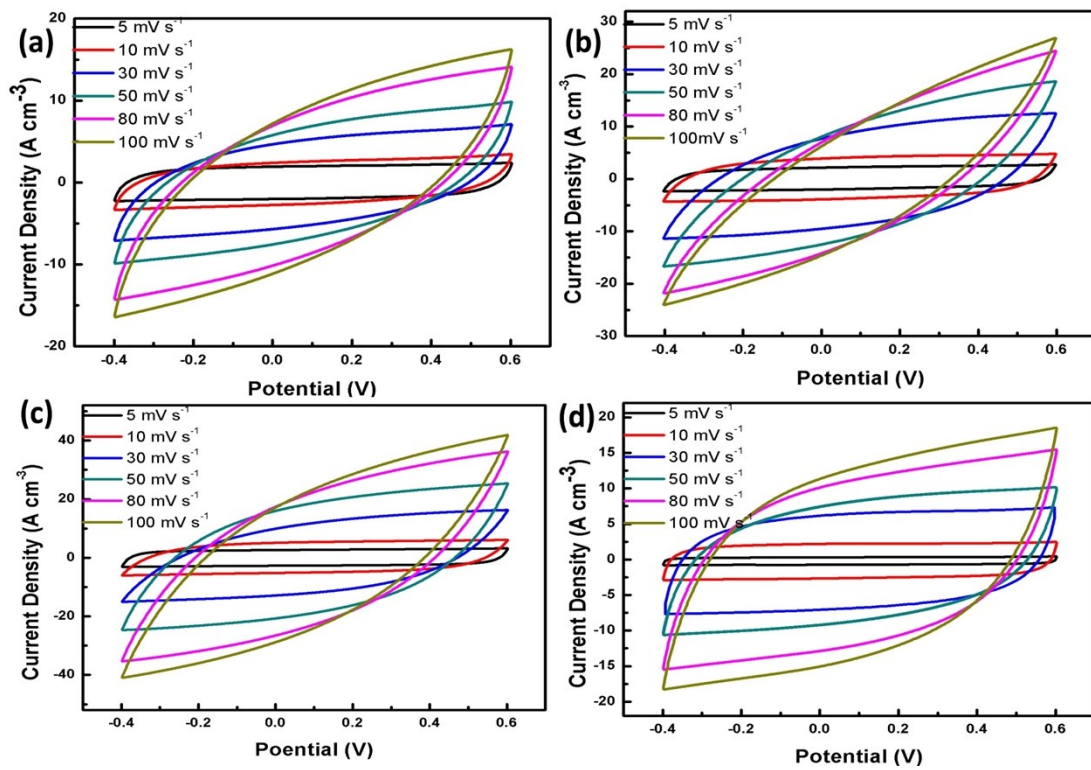 (a)
5 mV s⁻¹
10 mV s⁻¹
30 mV s⁻¹
50 mV s⁻¹
80 mV s⁻¹
100 mV s⁻¹
Current Density (A cm⁻³)
20
10
0
-10
-20
-0.4 -0.2 0.0 0.2 0.4 0.6
Potential (V)
(b)
5 mV s⁻¹
10 mV s⁻¹
30 mV s⁻¹
50 mV s⁻¹
80 mV s⁻¹
100mV s⁻¹
Current Density (A cm⁻³)
30
20
10
0
-10
-20
-30
-0.4 -0.2 0.0 0.2 0.4 0.6
Potential (V)
(c)
5 mV s⁻¹
10 mV s⁻¹
30 mV s⁻¹
50 mV s⁻¹
80 mV s⁻¹
100 mV s⁻¹
Current Density (A cm⁻³)
40
20
0
-20
-40
-0.4 -0.2 0.0 0.2 0.4 0.6
Poential (V)
(d)
5 mV s⁻¹
10 mV s⁻¹
30 mV s⁻¹
50 mV s⁻¹
80 mV s⁻¹
100 mV s⁻¹
Current Density (A cm⁻³)
20
15
10
5
0
-5
-10
-15
-20
-0.4 -0.2 0.0 0.2 0.4 0.6
Potential (V)